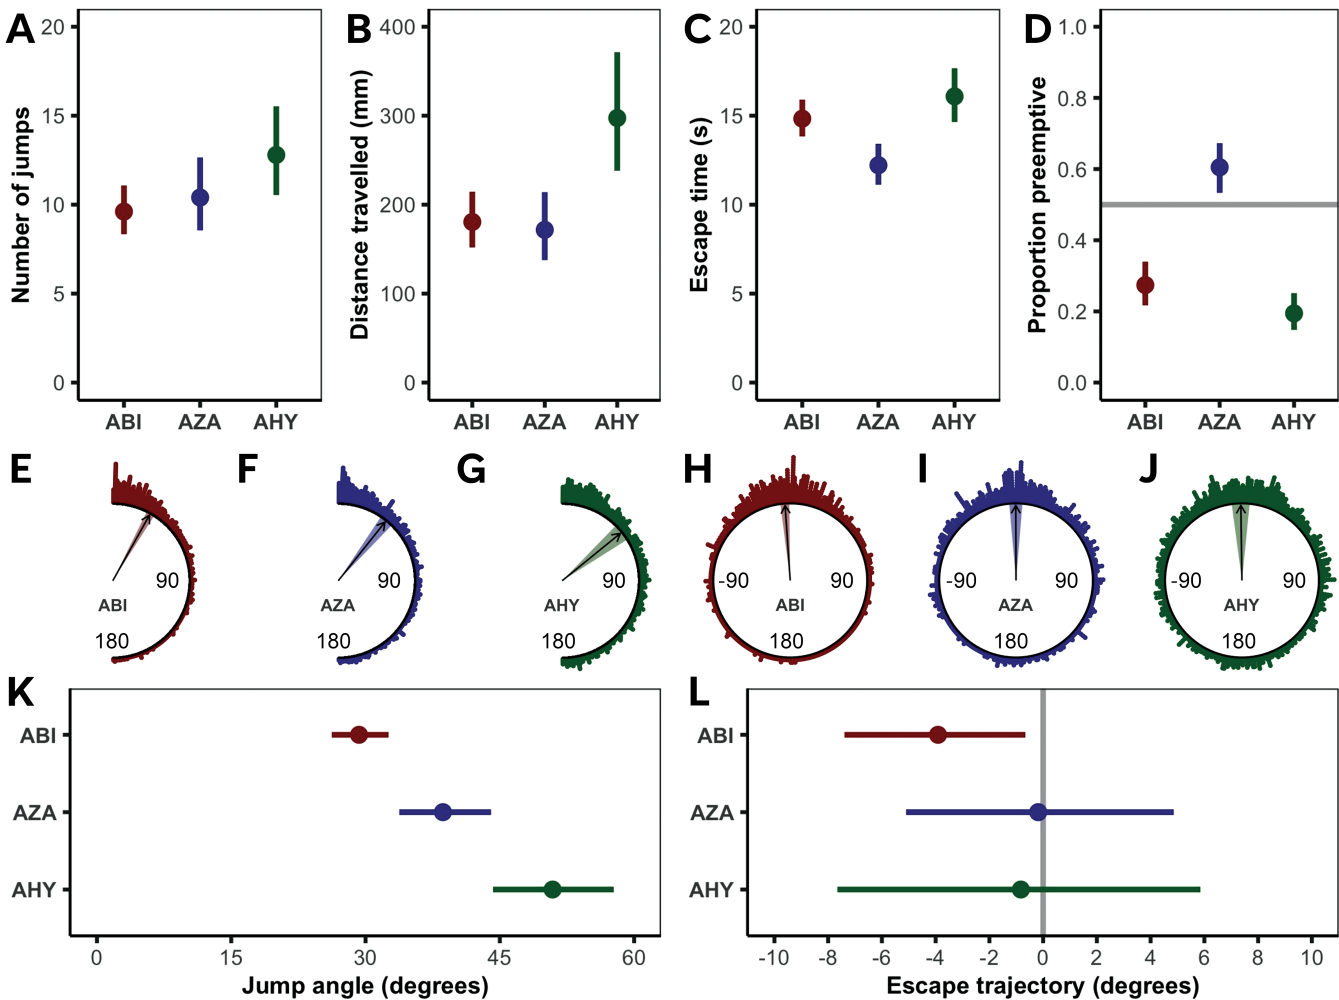 A
Number of jumps
20
15
10
5
0
ABI AZA AHY
B
Distance travelled (mm)
400
300
200
100
0
ABI AZA AHY
C
Escape time (s)
20
15
10
5
0
ABI AZA AHY
D
Proportion preemptive
1.0
0.8
0.6
0.4
0.2
0.0
ABI AZA AHY
E
90
ABI
180
F
90
AZA
180
G
90
AHY
180
H
-90 90
ABI
180
I
-90 90
AZA
180
J
-90 90
AHY
180
K
ABI
AZA
AHY
0 15 30 45 60
Jump angle (degrees)
L
ABI
AZA
AHY
-10 -8 -6 -4 -2 0 2 4 6 8 10
Escape trajectory (degrees)